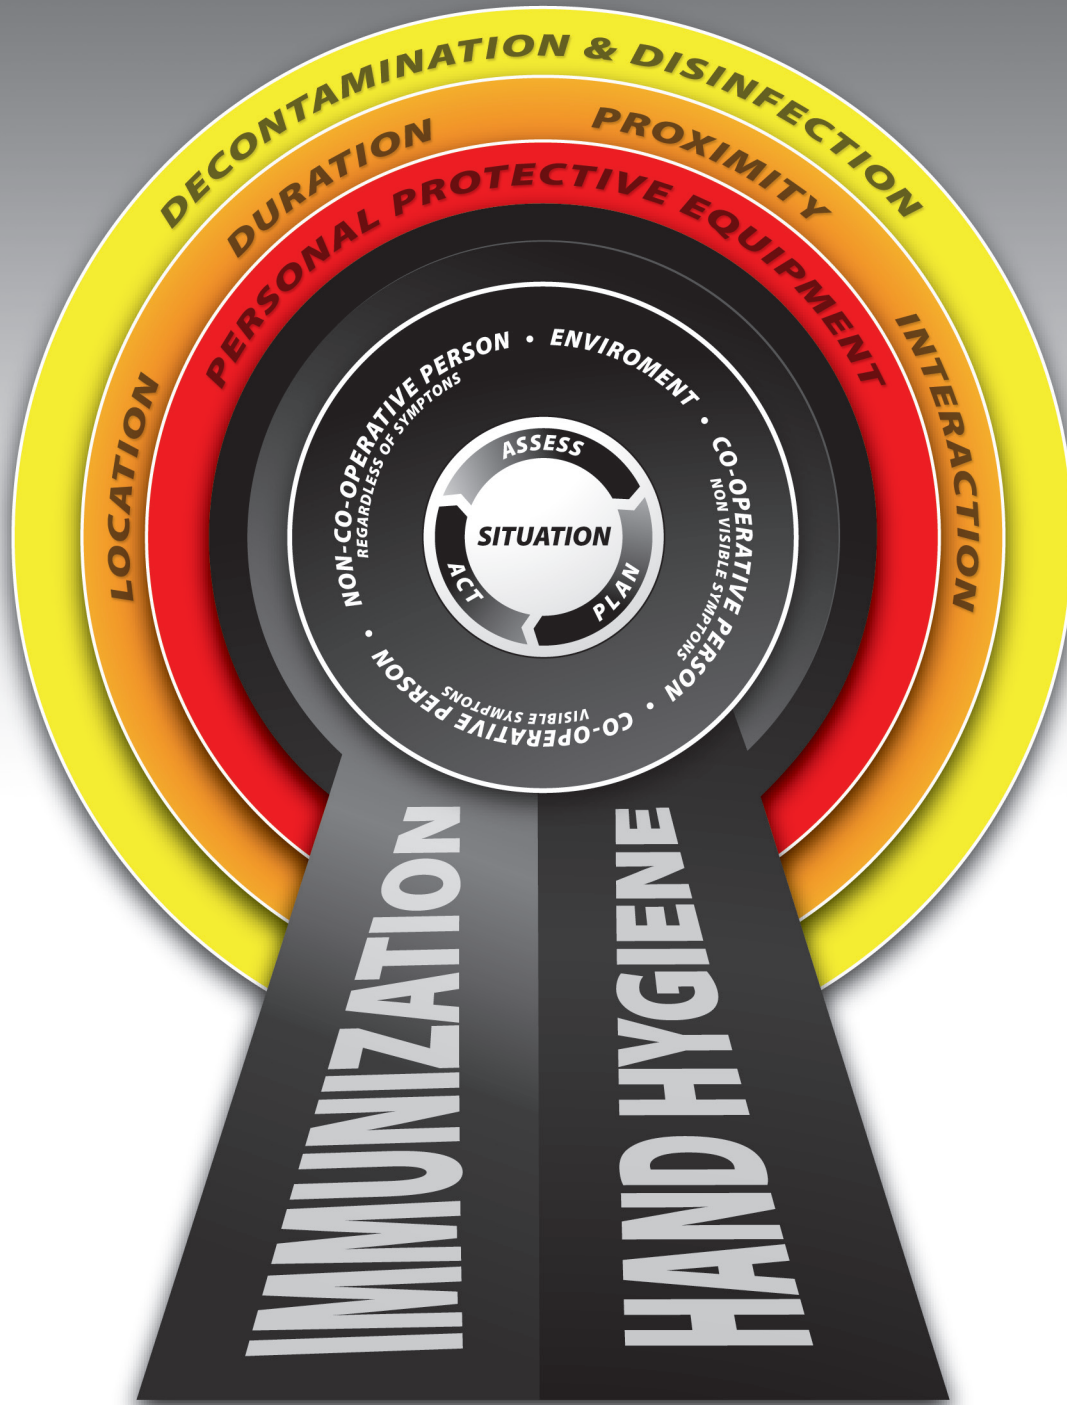 DECONTAMINATION & DISINFECTION
LOCATION
DURATION
PROXIMITY
INTERACTION
PERSONAL PROTECTIVE EQUIPMENT
NON-CO-OPERATIVE PERSON
REGARDLESS OF SYMPTONS
•
ENVIROMENT
•
CO-OPERATIVE PERSON
NON VISIBLE SYMPTONS
•
CO-OPERATIVE PERSON
VISIBLE SYMPTONS
•
ASSESS
PLAN
ACT
SITUATION
IMMUNIZATION
HAND HYGIENE